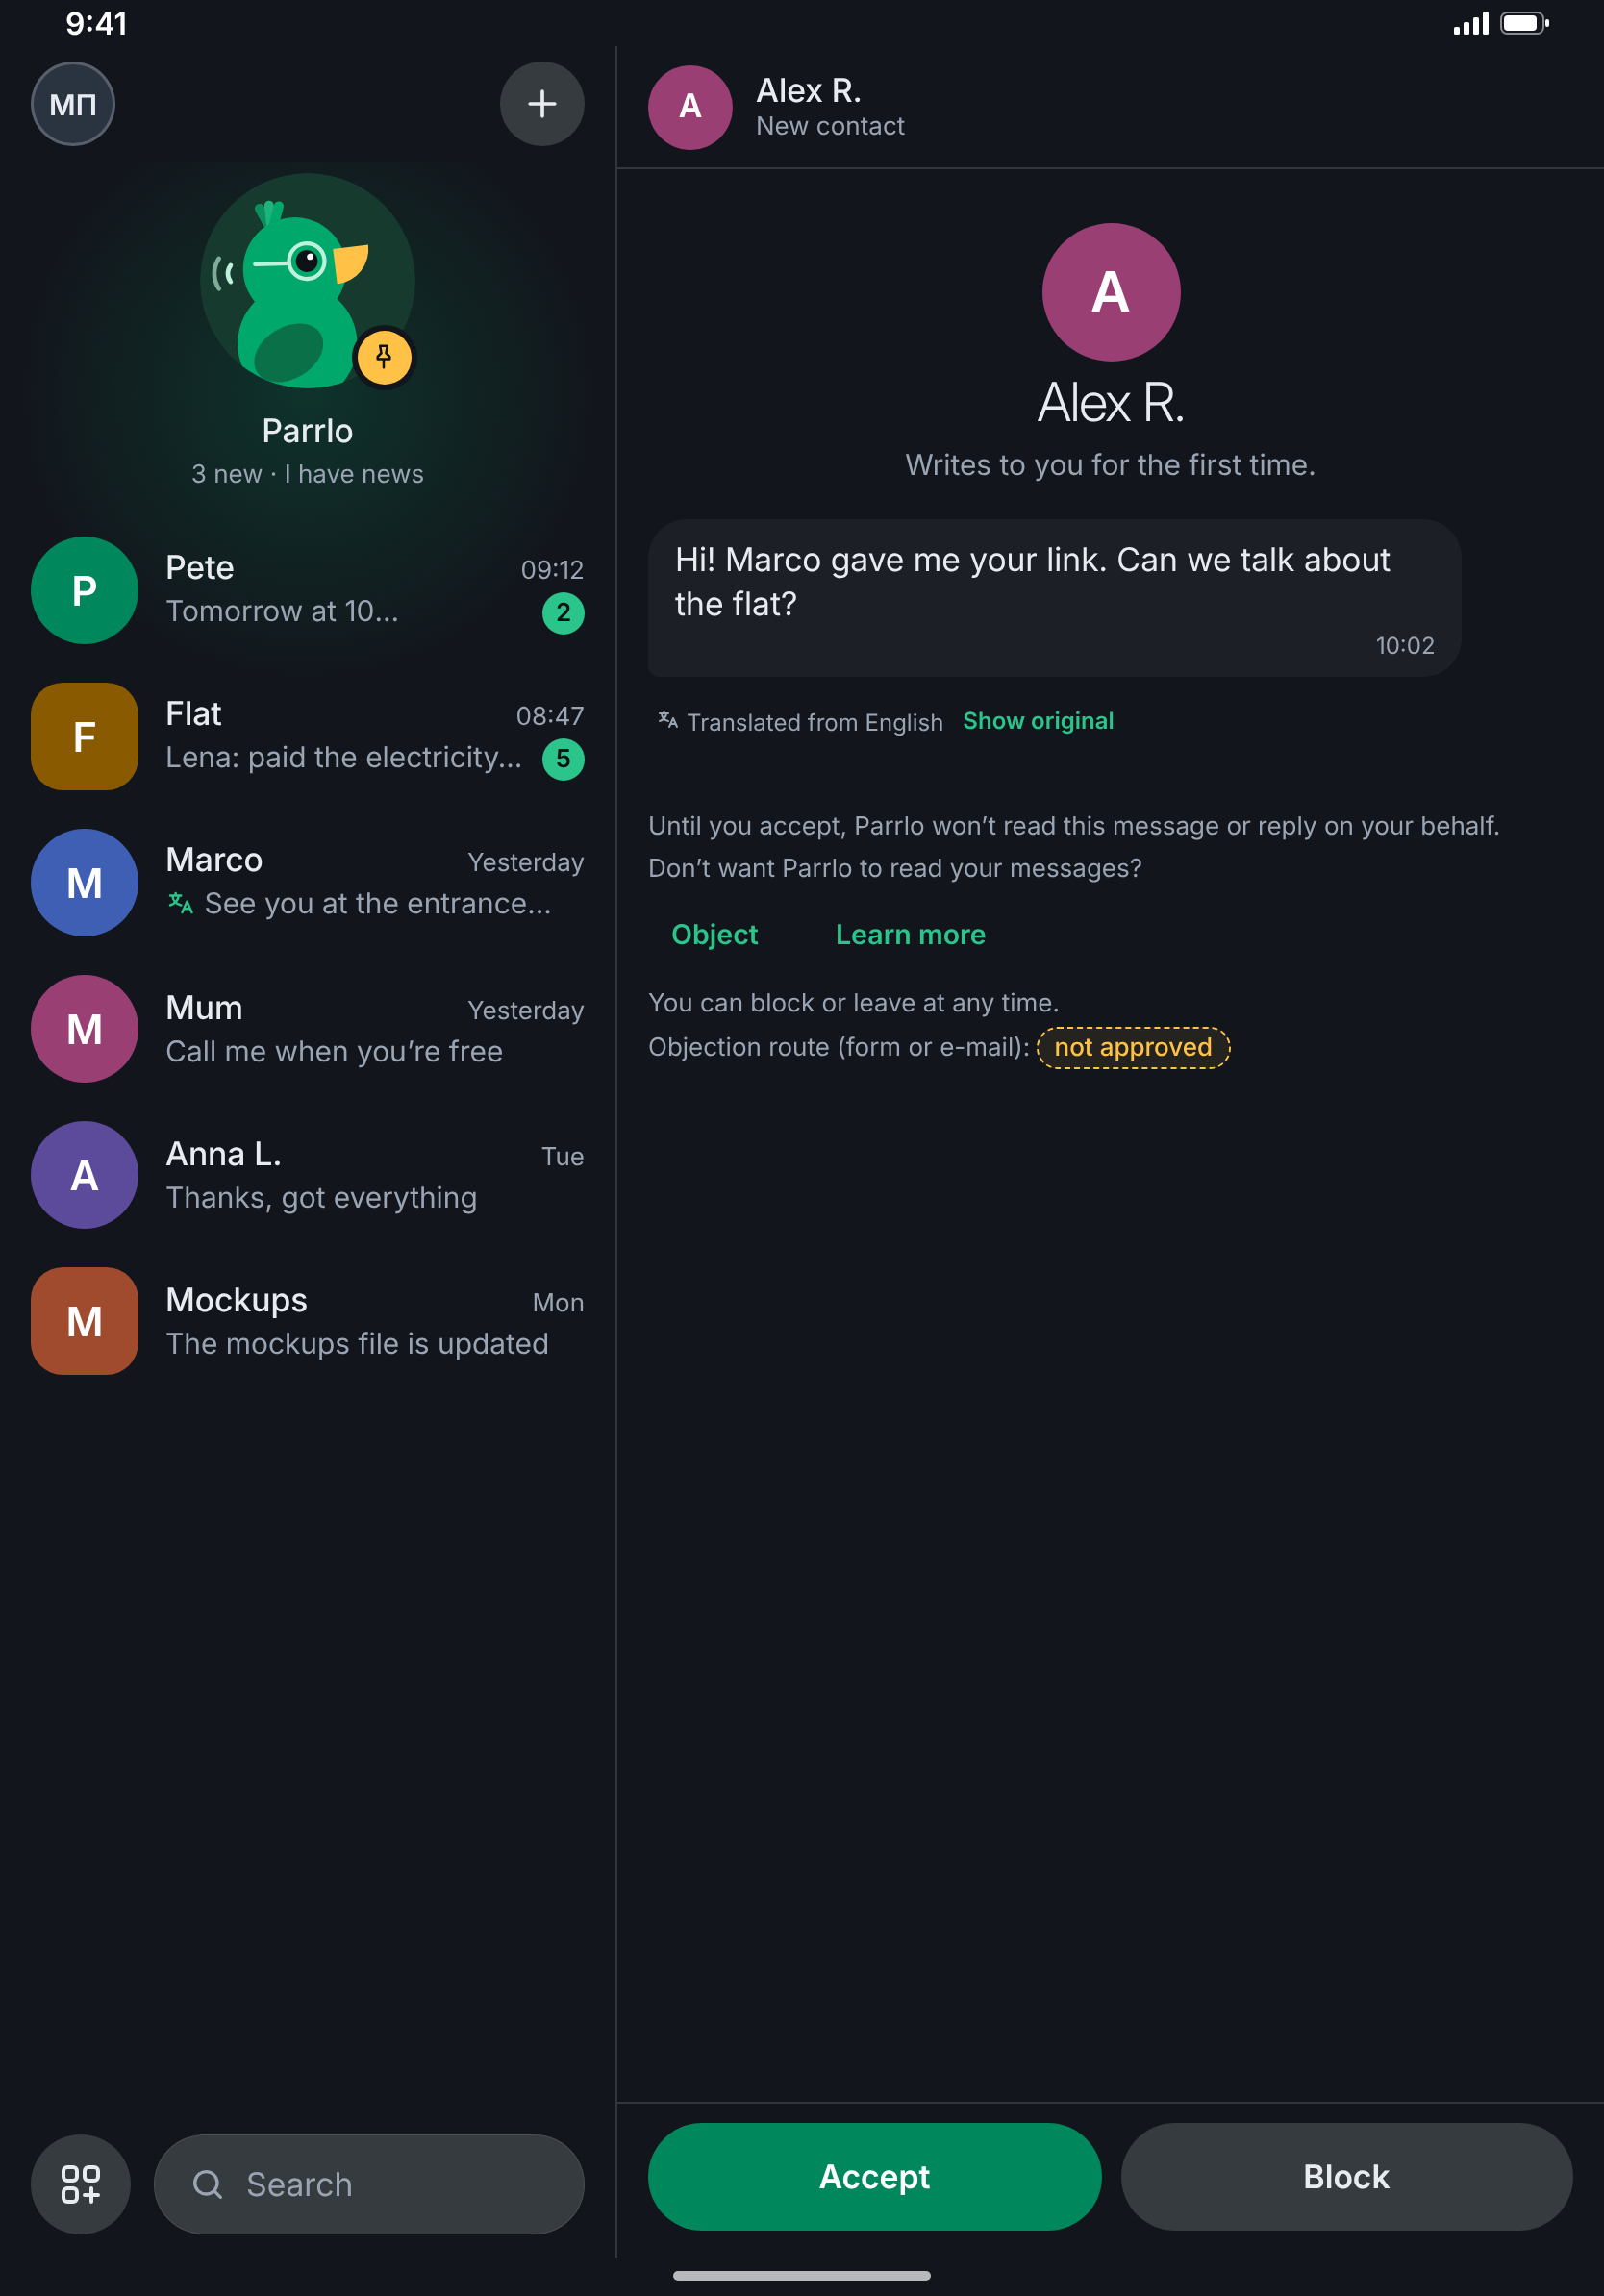 9:41
МП
Parrlo
3 new · I have news
P
Pete
09:12
Tomorrow at 10…
2
F
Flat
08:47
Lena: paid the electricity…
5
M
Marco
Yesterday
See you at the entrance…
M
Mum
Yesterday
Call me when you’re free
A
Anna L.
Tue
Thanks, got everything
M
Mockups
Mon
The mockups file is updated
Search
A
Alex R.
New contact
A
Alex R.
Writes to you for the first time.
Hi! Marco gave me your link. Can we talk about
the flat?
10:02
Translated from English Show original
Until you accept, Parrlo won’t read this message or reply on your behalf.
Don’t want Parrlo to read your messages?
Object Learn more
You can block or leave at any time.
Objection route (form or e-mail): not approved
Accept
Block